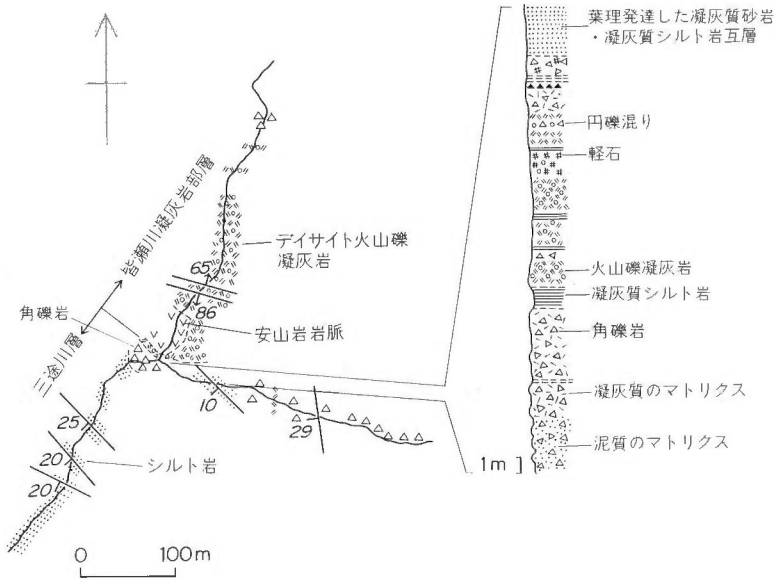 葉理発達した凝灰質砂岩
・凝灰質シルト岩互層
円礫混り
軽石
火山礫凝灰岩
凝灰質シルト岩
角礫岩
凝灰質のマトリクス
泥質のマトリクス
1m
皆瀬川凝灰岩部層
三途川層
角礫岩
デイサイト火山礫
凝灰岩
65
86
安山岩岩脈
10
29
25
20
20
シルト岩
0 100m